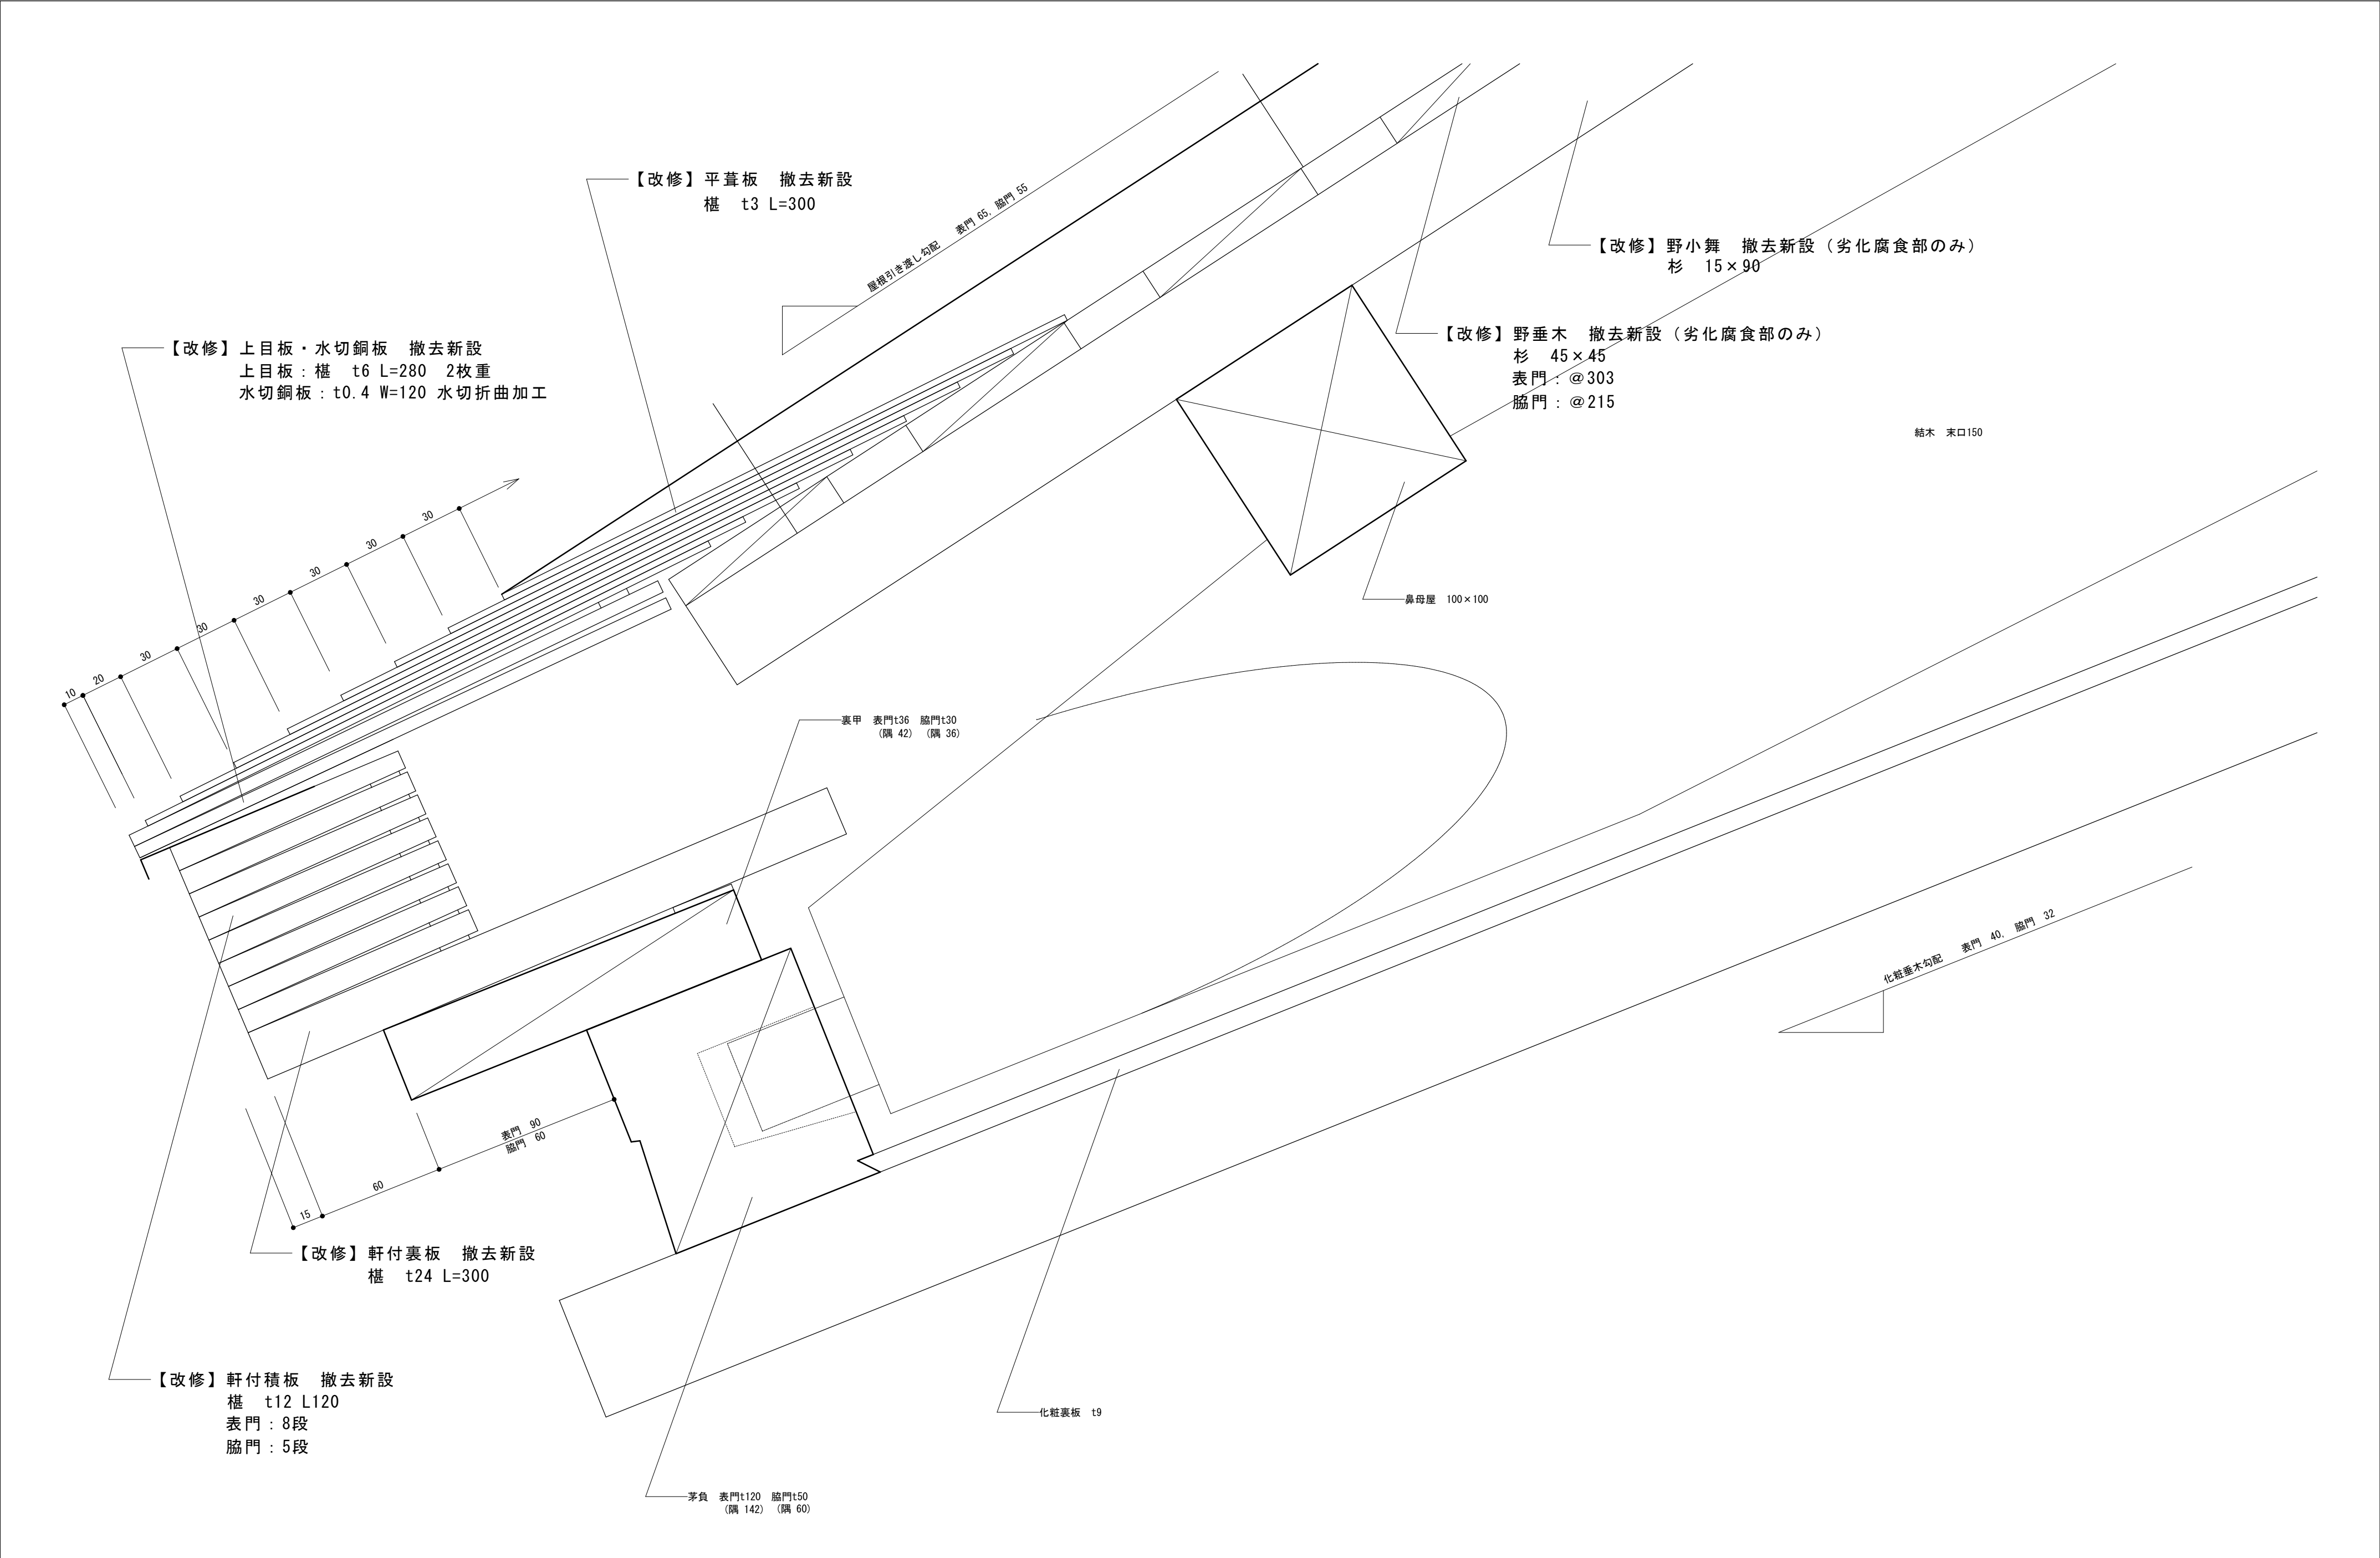 【改修】平葺板　撤去新設
椹　t3 L=300
屋根引き渡し勾配　表門 65, 脇門 55
【改修】野小舞　撤去新設（劣化腐食部のみ）
杉　15×90
【改修】野垂木　撤去新設（劣化腐食部のみ）
杉　45×45
表門：@303
脇門：@215
【改修】上目板・水切銅板　撤去新設
上目板：椹　t6 L=280　2枚重
水切銅板：t0.4 W=120 水切折曲加工
結木　末口150
10
20
30
30
30
30
30
30
鼻母屋　100×100
裏甲　表門t36　脇門t30
（隅 42）（隅 36）
化粧垂木勾配　表門　40,　脇門　32
表門　90
脇門　60
60
15
【改修】軒付裏板　撤去新設
椹　t24 L=300
【改修】軒付積板　撤去新設
椹　t12 L120
表門：8段
脇門：5段
化粧裏板　t9
茅負　表門t120　脇門t50
（隅 142）（隅 60）